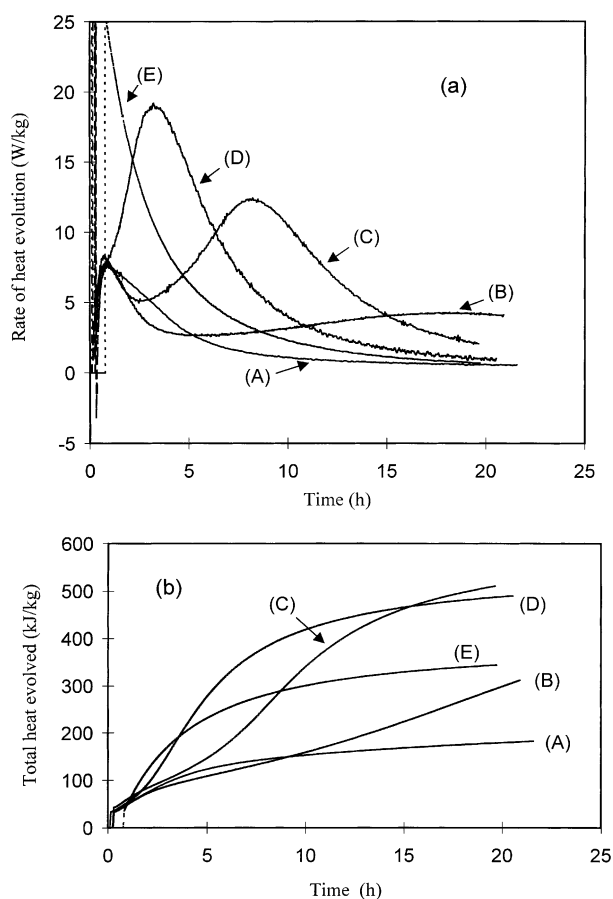 25
20
15
10
5
0
-5
Rate of heat evolution (W/kg)
(a)
(E)
(D)
(C)
(B)
(A)
0 5 10 15 20 25
Time (h)
600
500
400
300
200
100
0
Total heat evolved (kJ/kg)
(b)
(C)
(D)
(E)
(B)
(A)
0 5 10 15 20 25
Time (h)